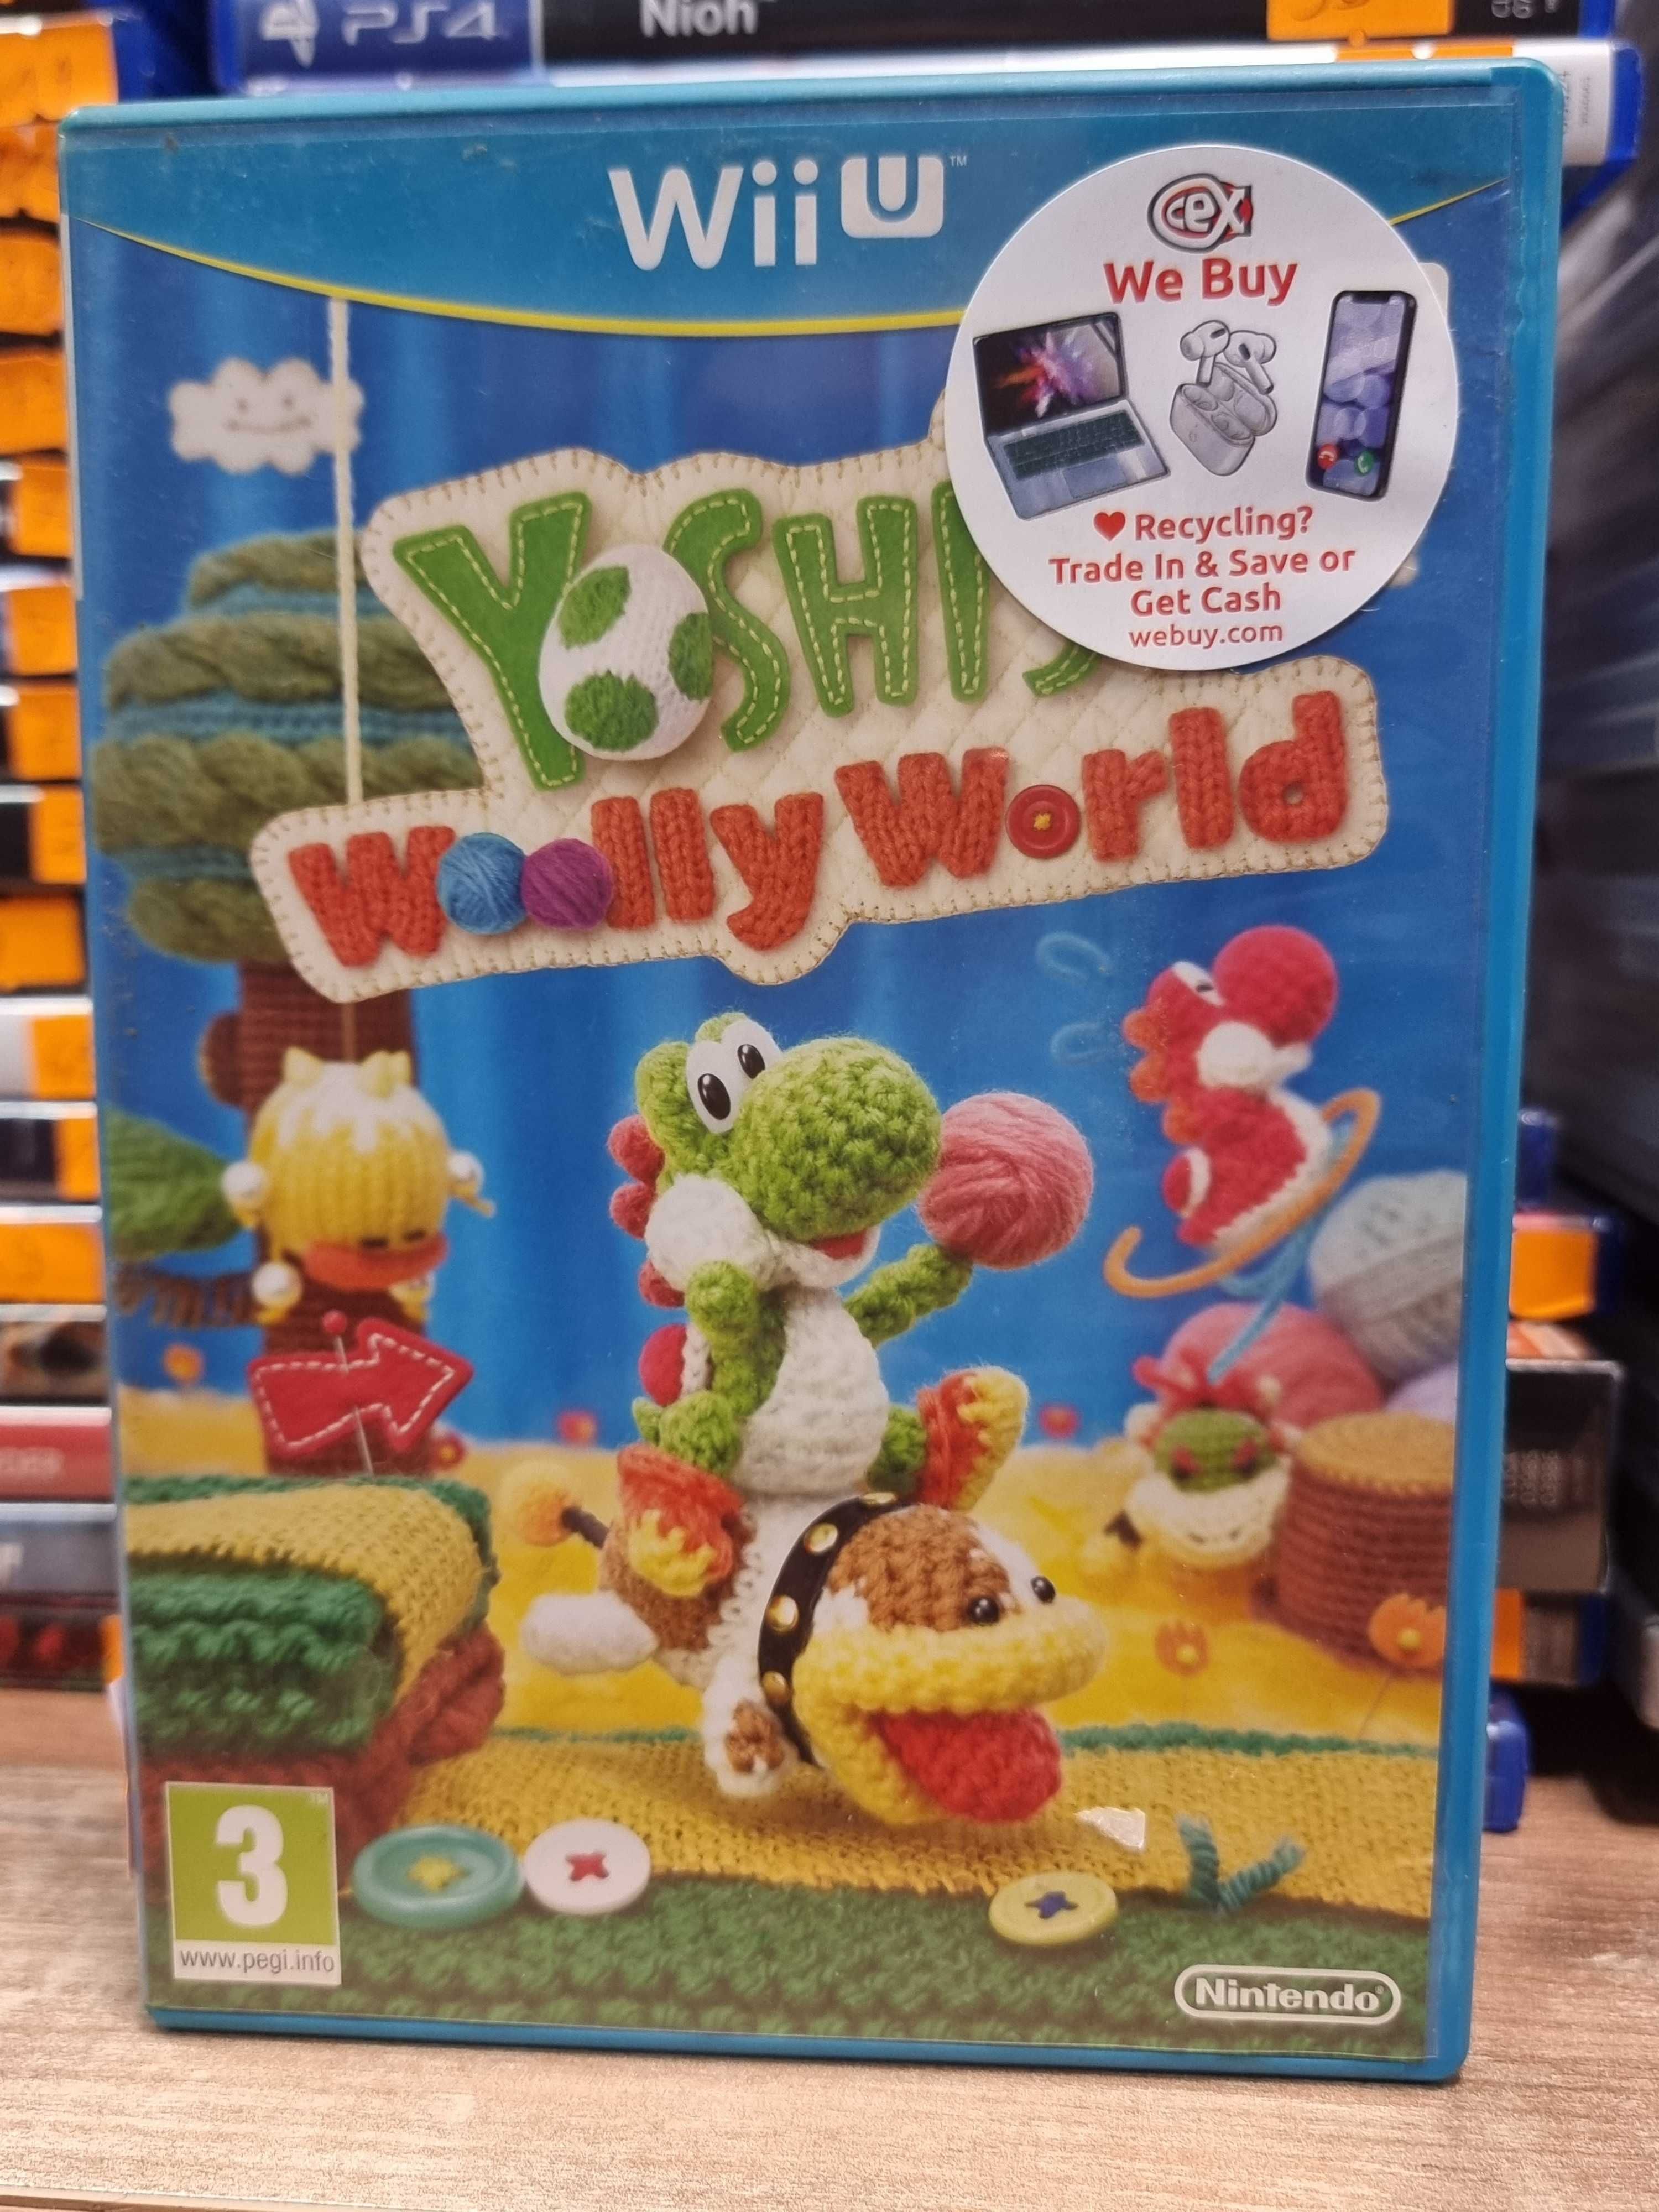 PS4
Nioh
Wii U™
cex
We Buy
♥ Recycling?
Trade In & Save or
Get Cash
webuy.com
YOSHI'S
Woolly World
3
www.pegi.info
Nintendo®